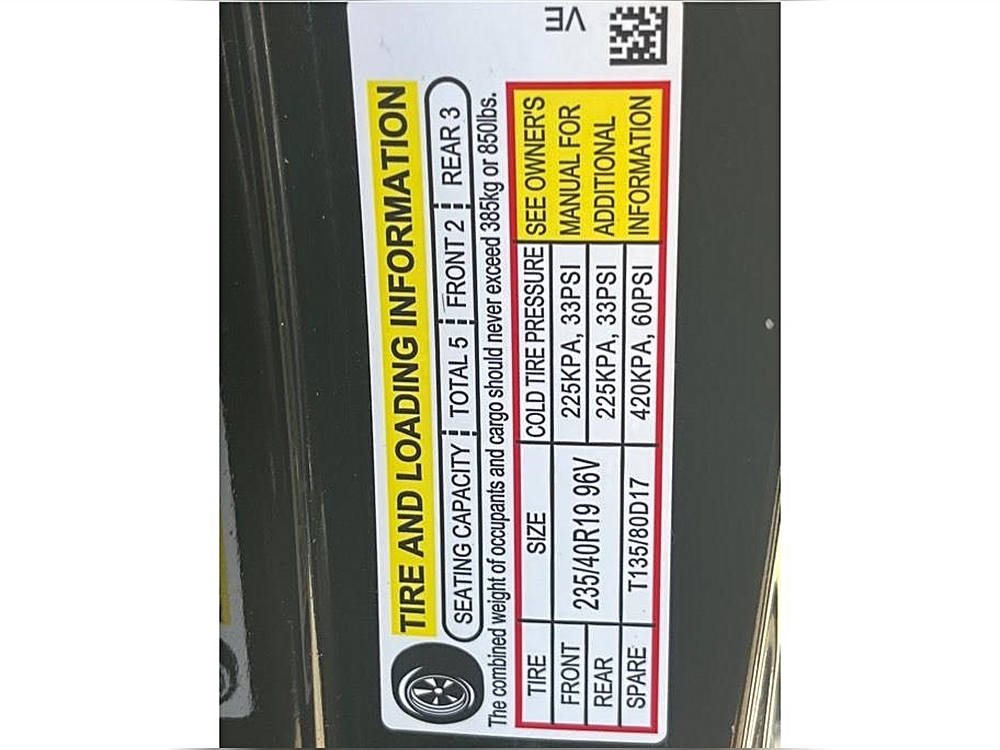 VE
TIRE AND LOADING INFORMATION
SEATING CAPACITY TOTAL 5 FRONT 2 REAR 3
The combined weight of occupants and cargo should never exceed 385kg or 850lbs.
TIRE SIZE COLD TIRE PRESSURE SEE OWNER'S
FRONT 235/40R19 96V 225KPA, 33PSI MANUAL FOR
REAR 225KPA, 33PSI ADDITIONAL
SPARE T135/80D17 420KPA, 60PSI INFORMATION